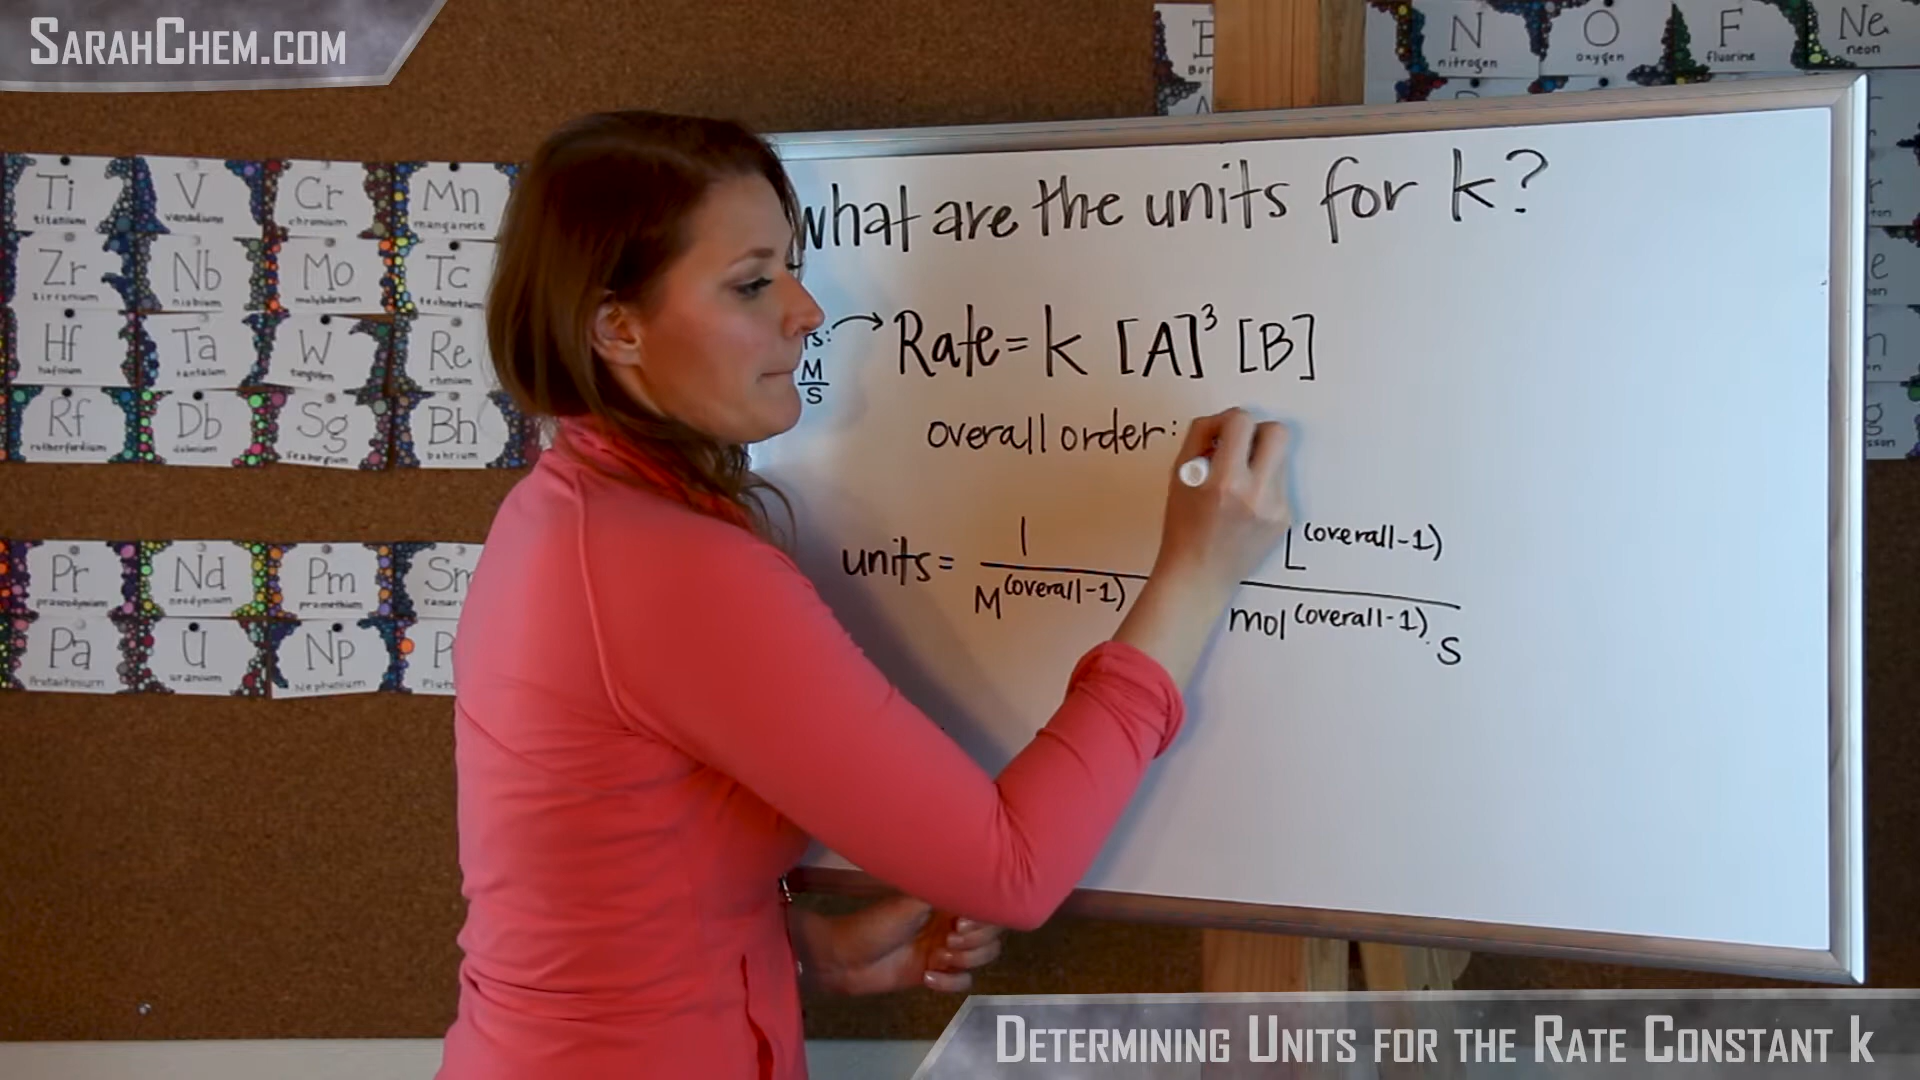 SARAHCHEM.COM
N
nitrogen
O
oxygen
F
fluorine
Ne
neon
Ti
titanium
V
vanadium
Cr
chromium
Mn
manganese
Zr
zirconium
Nb
niobium
Mo
molybdenum
Tc
technetium
Hf
hafnium
Ta
tantalum
W
tungsten
Re
rhenium
Rf
rutherfordium
Db
dubnium
Sg
seaborgium
Bh
bohrium
Pr
praseodymium
Nd
neodymium
Pm
promethium
Sm
Pa
Protactinium
U
uranium
Np
Neptunium
what are the units for k?
Rate = k [A]³ [B]
M
S
overall order:
units = 1
M^(overall-1)
L^(overall-1)
mol^(overall-1) · S
DETERMINING UNITS FOR THE RATE CONSTANT k